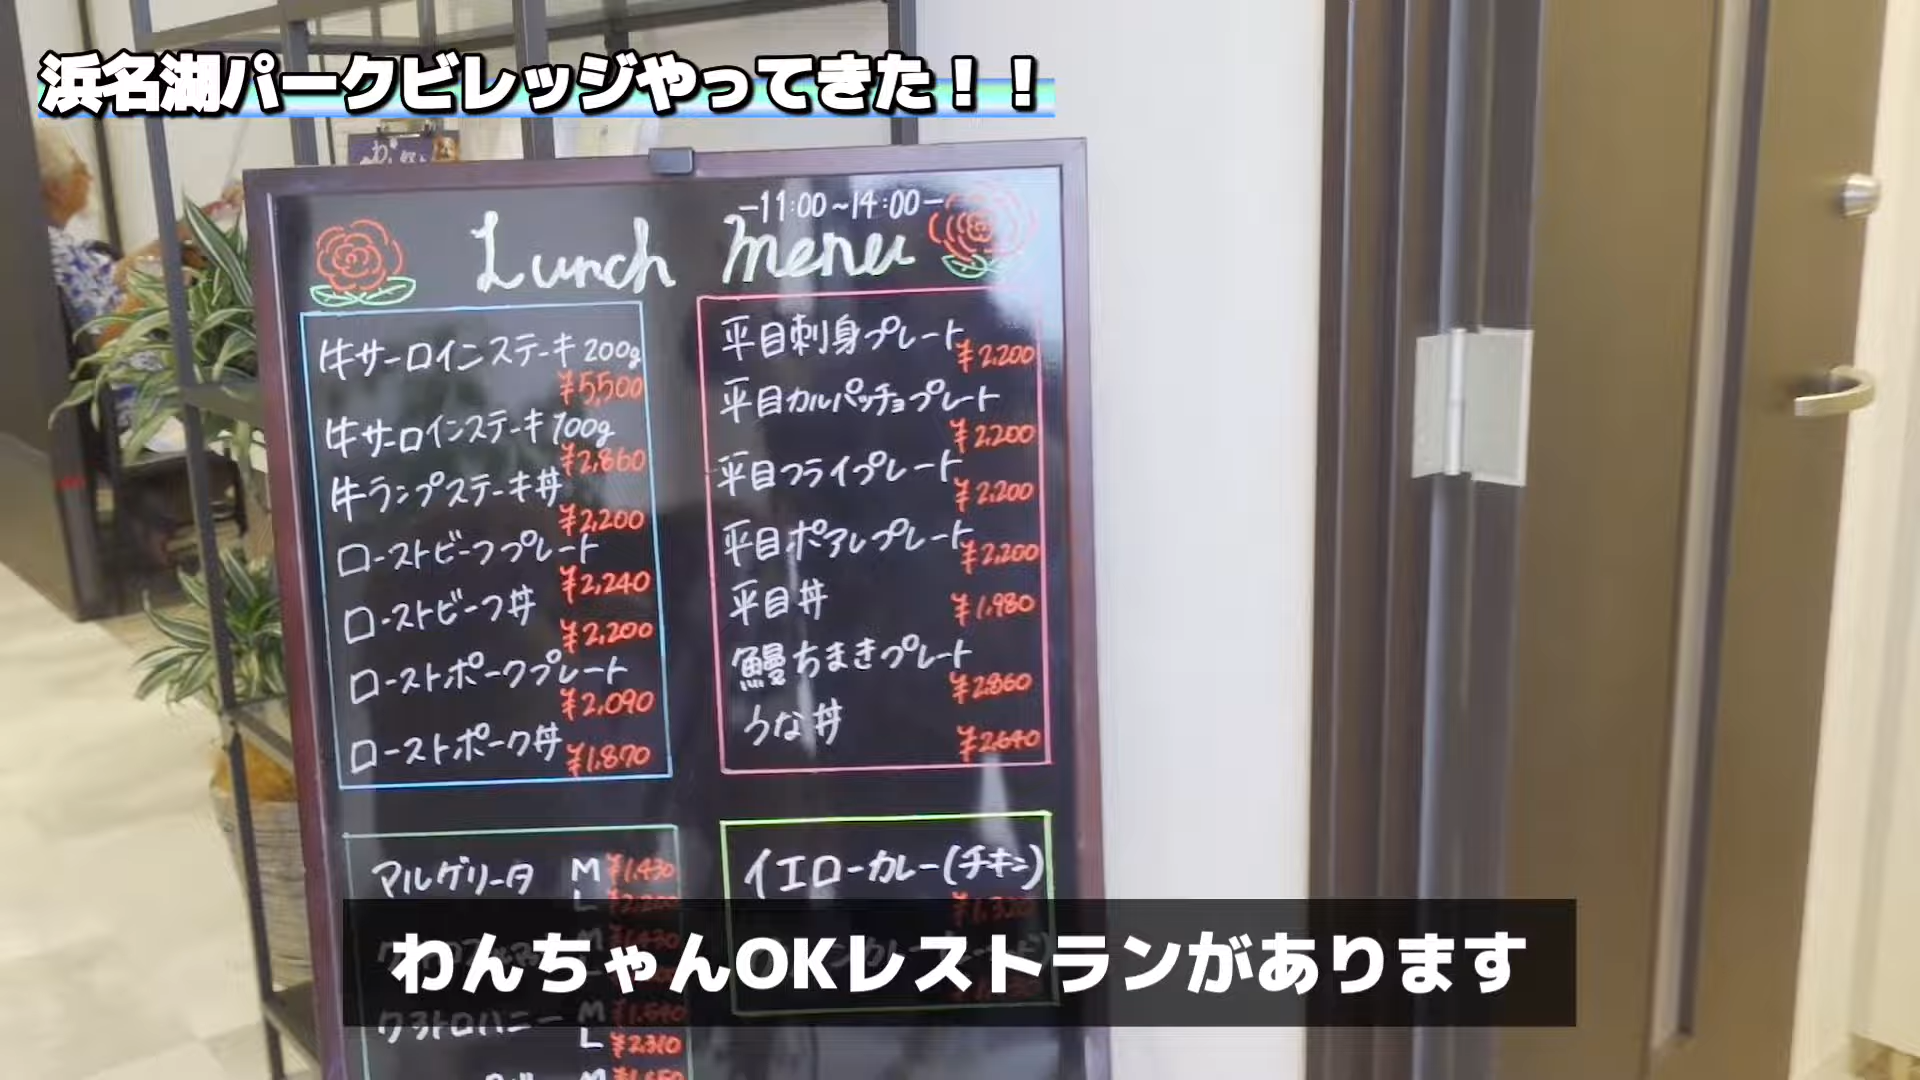 浜名湖パークビレッジやってきた！！
-11:00~14:00-
Lunch menu
牛サーロインステーキ 200g
¥5,500
牛サーロインステーキ 100g
¥2,860
牛ランプステーキ丼
¥2,200
ローストビーフプレート
¥2,240
ローストビーフ丼
¥2,200
ローストポークプレート
¥2,090
ローストポーク丼
¥1,870
平目刺身プレート
¥2,200
平目カルパッチョプレート
¥2,200
平目フライプレート
¥2,200
平目ポアレプレート
¥2,200
平目丼
¥1,980
鰻ちまきプレート
¥2,860
うな丼
¥2,640
マルゲリータ M ¥1,430
L ¥2,200
イエローカレー(チキン)
¥1,320
わんちゃんOKレストランがあります
M
L ¥2,310